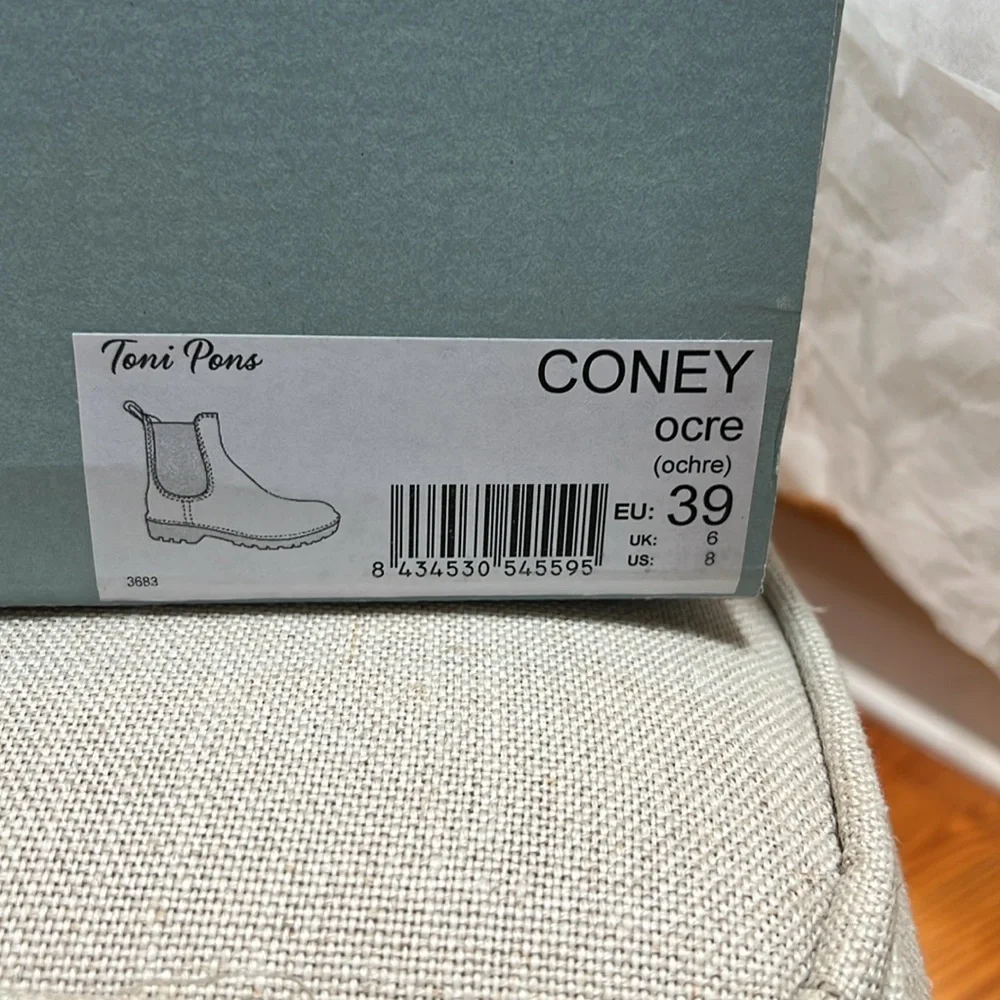 Toni Pons
CONEY
ocre
(ochre)
EU: 39
UK: 6
US: 8
8 434530 545595
3683